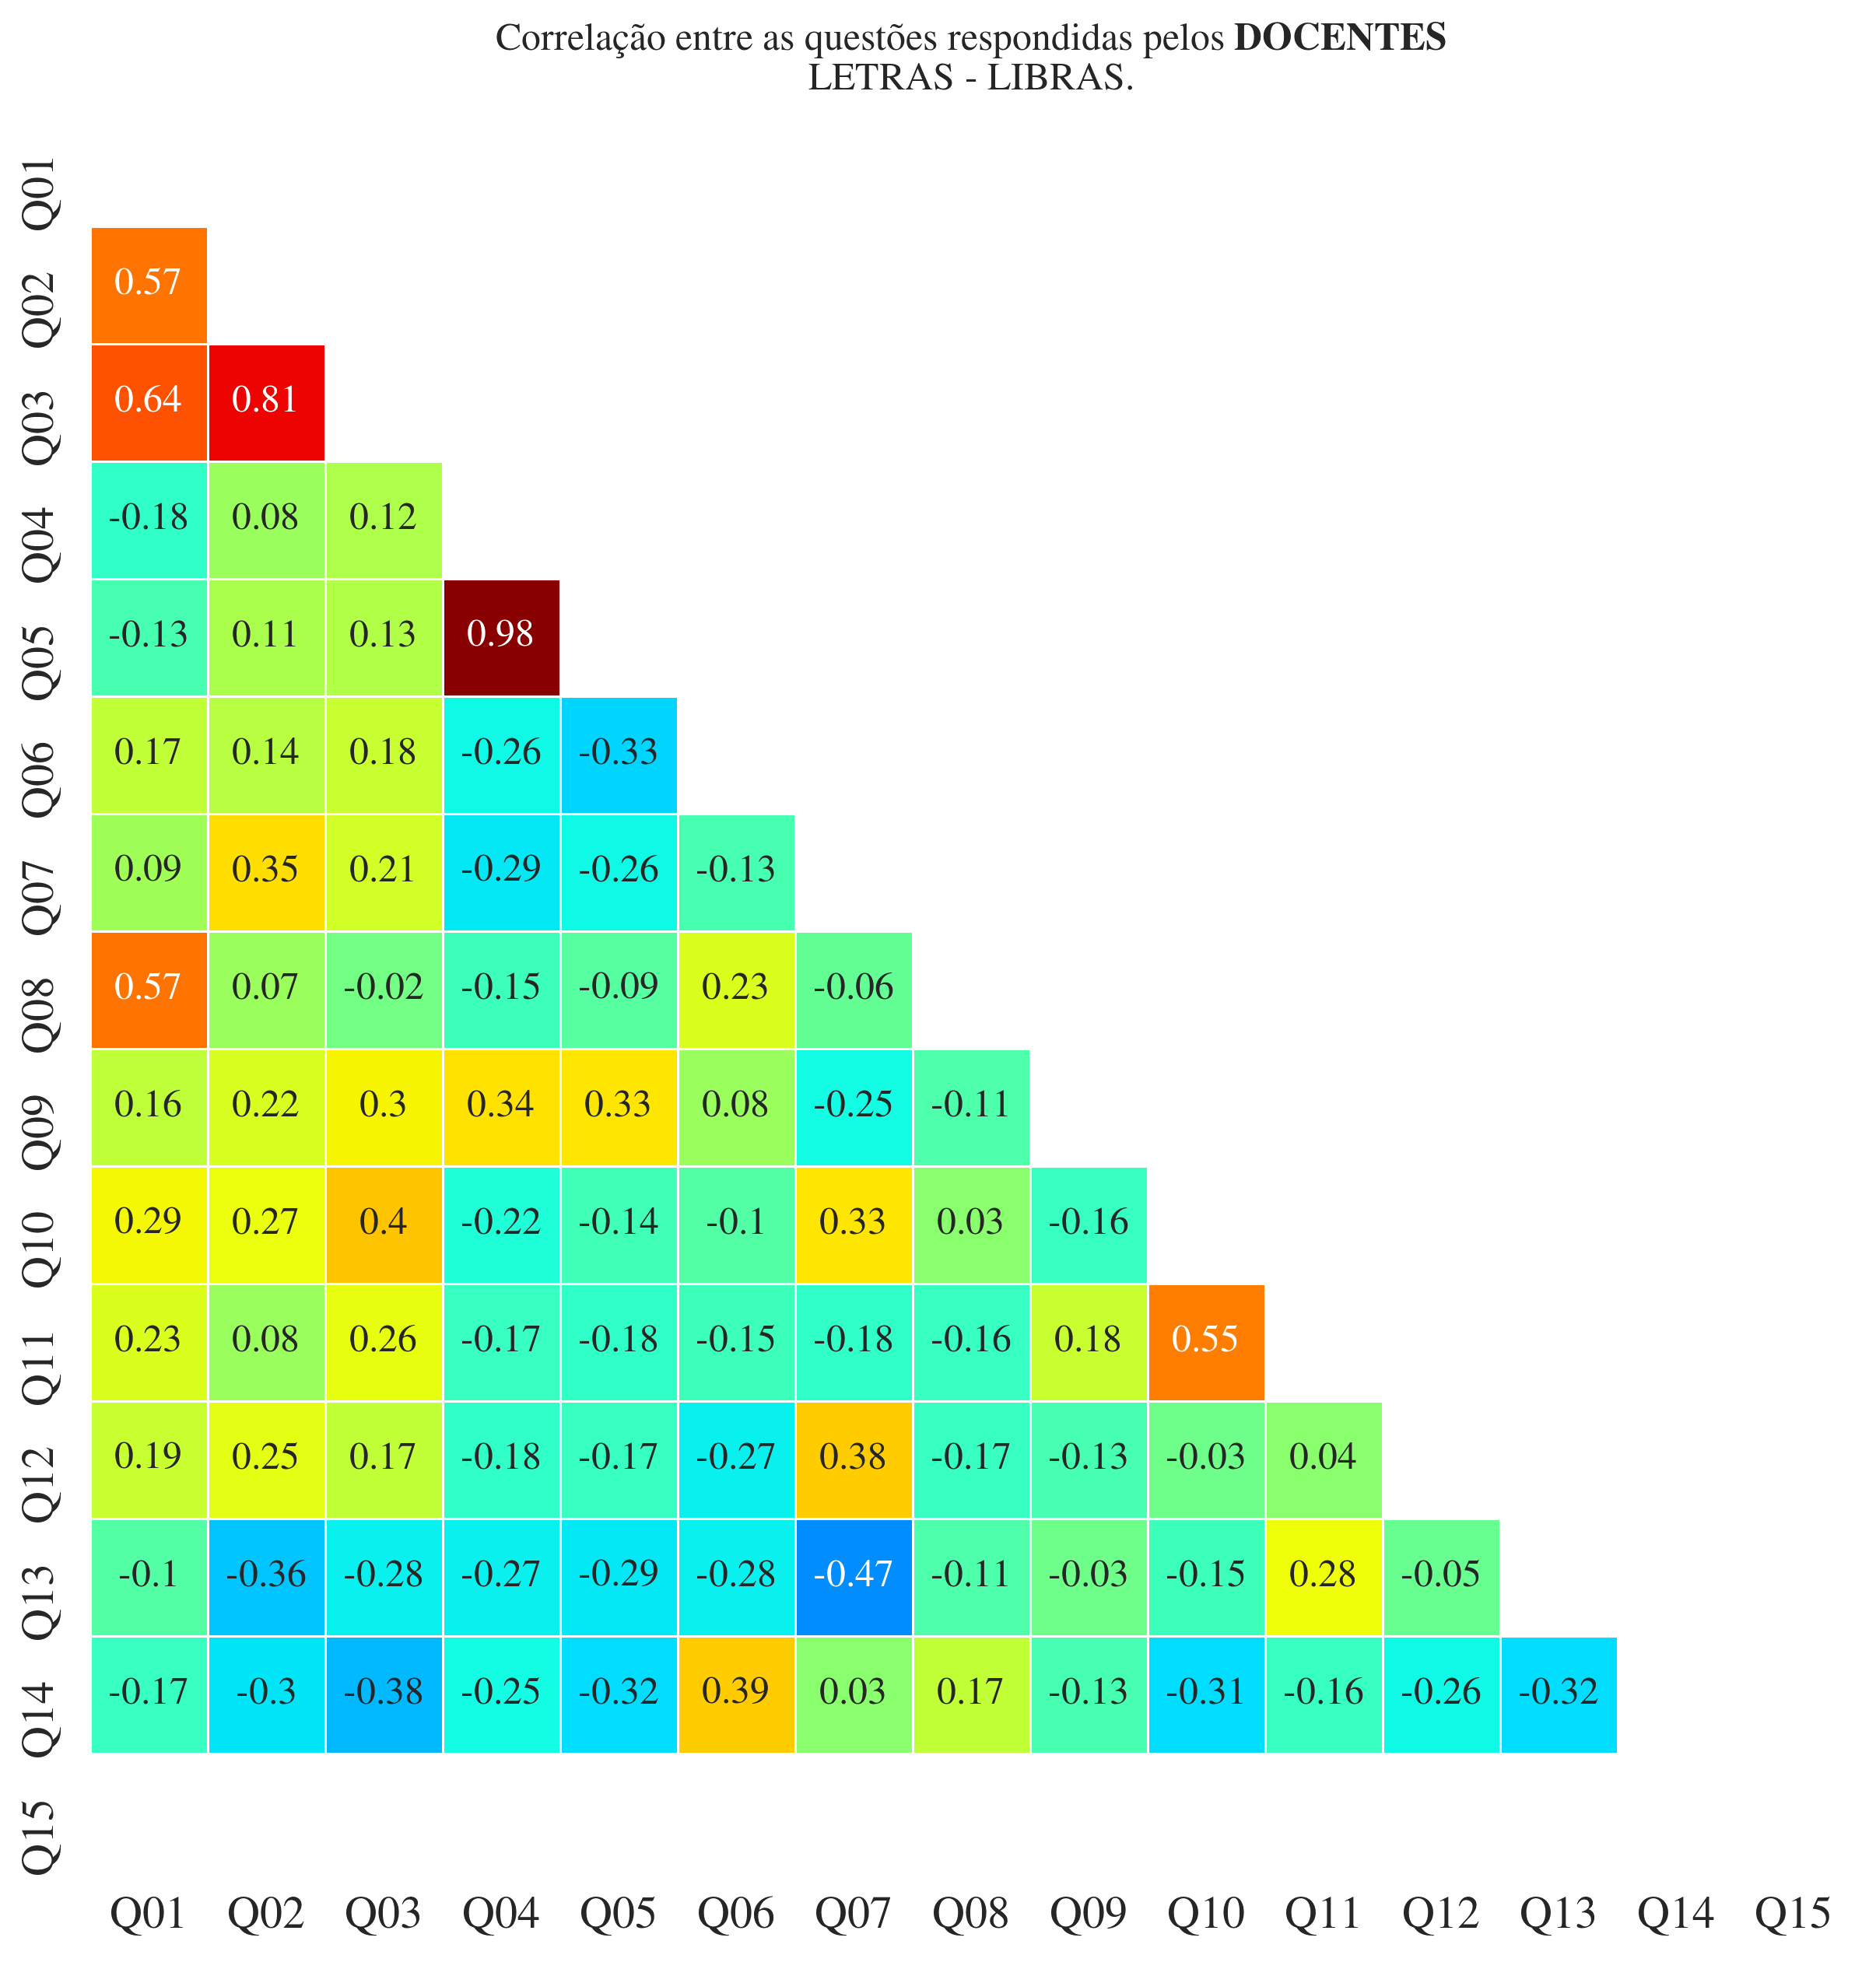 Correlação entre as questões respondidas pelos DOCENTES
LETRAS - LIBRAS.
Q01
Q02 0.57
Q03 0.64 0.81
Q04 -0.18 0.08 0.12
Q05 -0.13 0.11 0.13 0.98
Q06 0.17 0.14 0.18 -0.26 -0.33
Q07 0.09 0.35 0.21 -0.29 -0.26 -0.13
Q08 0.57 0.07 -0.02 -0.15 -0.09 0.23 -0.06
Q09 0.16 0.22 0.3 0.34 0.33 0.08 -0.25 -0.11
Q10 0.29 0.27 0.4 -0.22 -0.14 -0.1 0.33 0.03 -0.16
Q11 0.23 0.08 0.26 -0.17 -0.18 -0.15 -0.18 -0.16 0.18 0.55
Q12 0.19 0.25 0.17 -0.18 -0.17 -0.27 0.38 -0.17 -0.13 -0.03 0.04
Q13 -0.1 -0.36 -0.28 -0.27 -0.29 -0.28 -0.47 -0.11 -0.03 -0.15 0.28 -0.05
Q14 -0.17 -0.3 -0.38 -0.25 -0.32 0.39 0.03 0.17 -0.13 -0.31 -0.16 -0.26 -0.32
Q15
Q01 Q02 Q03 Q04 Q05 Q06 Q07 Q08 Q09 Q10 Q11 Q12 Q13 Q14 Q15